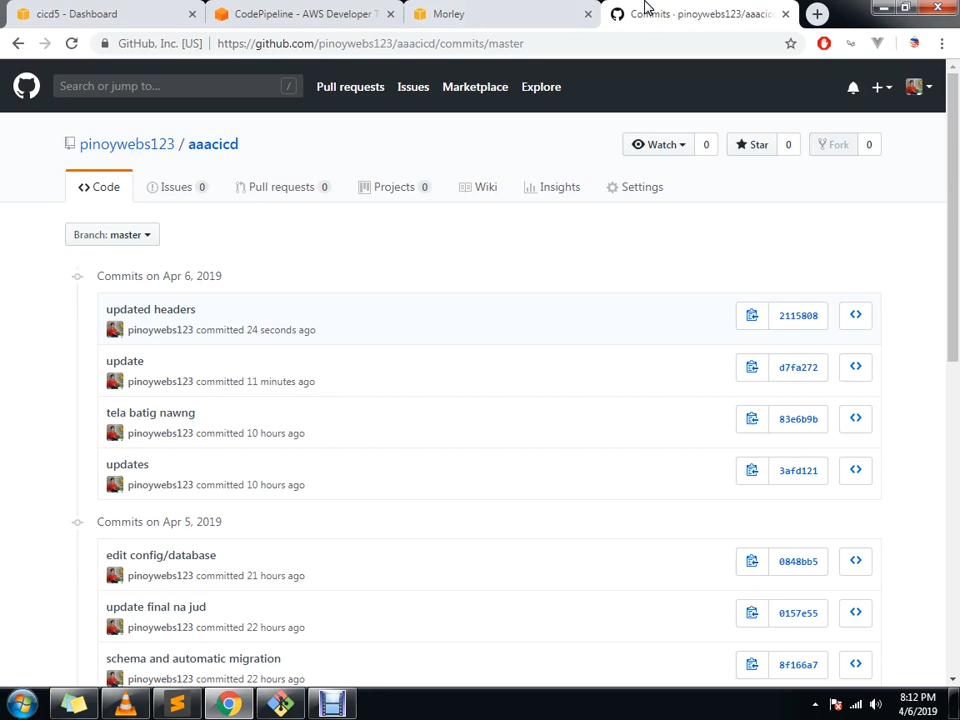 cicd5 - Dashboard
CodePipeline - AWS Developer T
Morley
Commits · pinoywebs123/aaacic
GitHub, Inc. [US] https://github.com/pinoywebs123/aaacicd/commits/master
Search or jump to... /
Pull requests Issues Marketplace Explore
pinoywebs123 / aaacicd
Watch 0 Star 0 Fork 0
Code Issues 0 Pull requests 0 Projects 0 Wiki Insights Settings
Branch: master
Commits on Apr 6, 2019
updated headers
pinoywebs123 committed 24 seconds ago
2115808
update
pinoywebs123 committed 11 minutes ago
d7fa272
tela batig nawng
pinoywebs123 committed 10 hours ago
83e6b9b
updates
pinoywebs123 committed 10 hours ago
3afd121
Commits on Apr 5, 2019
edit config/database
pinoywebs123 committed 21 hours ago
0848bb5
update final na jud
pinoywebs123 committed 22 hours ago
0157e55
schema and automatic migration
pinoywebs123 committed 22 hours ago
8f166a7
8:12 PM
4/6/2019